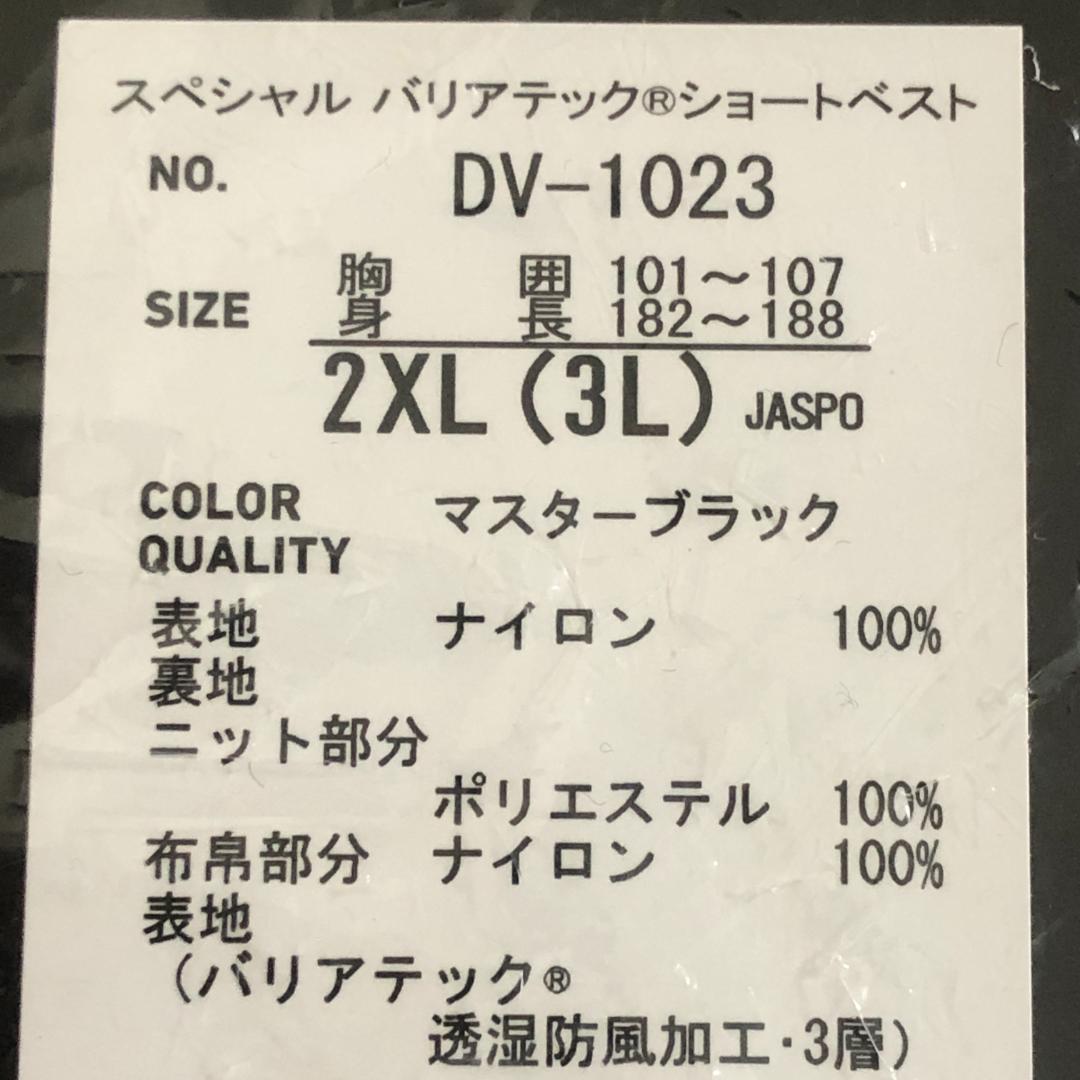 スペシャル バリアテック®ショートベスト
NO. DV-1023
胸 囲 101～107
SIZE 身 長 182～188
2XL(3L) JASPO
COLOR マスターブラック
QUALITY
表地 ナイロン 100%
裏地
ニット部分
ポリエステル 100%
布帛部分 ナイロン 100%
表地
(バリアテック®
透湿防風加工・3層)